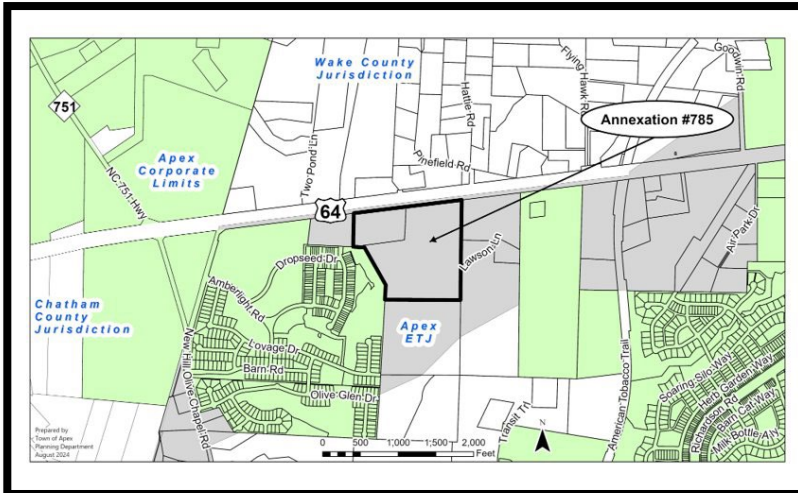 Wake County
Jurisdiction
Goodwin Rd
Flying Hawk R
Hattie Rd
751
Annexation #785
Two Pond Ln
Pinefield Rd
Apex
Corporate
Limits
NC 751 Hwy
64
Air Park Dr
Lawson Ln
Dropseed Dr
Amberlight Rd
Chatham
County
Jurisdiction
Apex
ETJ
New Hill Olive Chapel Rd
Lovage Dr
Barn Rd
Olive Glen Dr
American Tobacco Trail
Soaring Silo Way
Herb Garden Way
Richardson Rd
Barn Cat Way
Milk Bottle Aly
Transit Trl
Prepared by
Town of Apex
Planning Department
August 2024
N
0 500 1,000 1,500 2,000
Feet